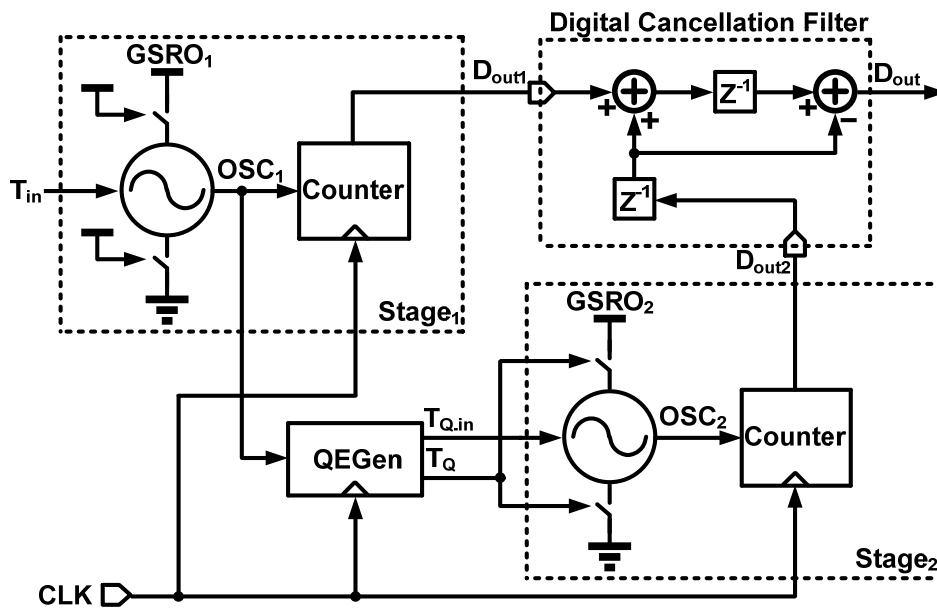 Digital Cancellation Filter
GSRO₁
Dout1
Dout
+
+
+
−
Z⁻¹
Tin
OSC₁
Counter
Z⁻¹
Dout2
Stage₁
GSRO₂
TQ.in
OSC₂
Counter
QEGen
TQ
Stage₂
CLK